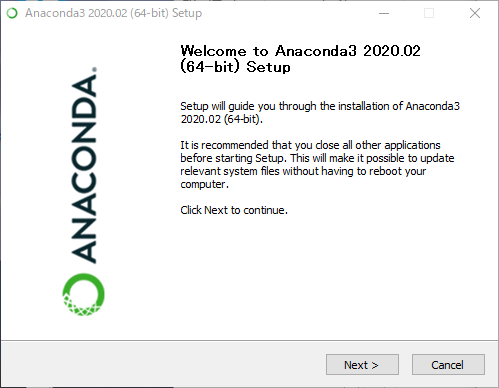 Anaconda3 2020.02 (64-bit) Setup
Welcome to Anaconda3 2020.02
(64-bit) Setup
ANACONDA.
Setup will guide you through the installation of Anaconda3
2020.02 (64-bit).
It is recommended that you close all other applications
before starting Setup. This will make it possible to update
relevant system files without having to reboot your
computer.
Click Next to continue.
Next >
Cancel